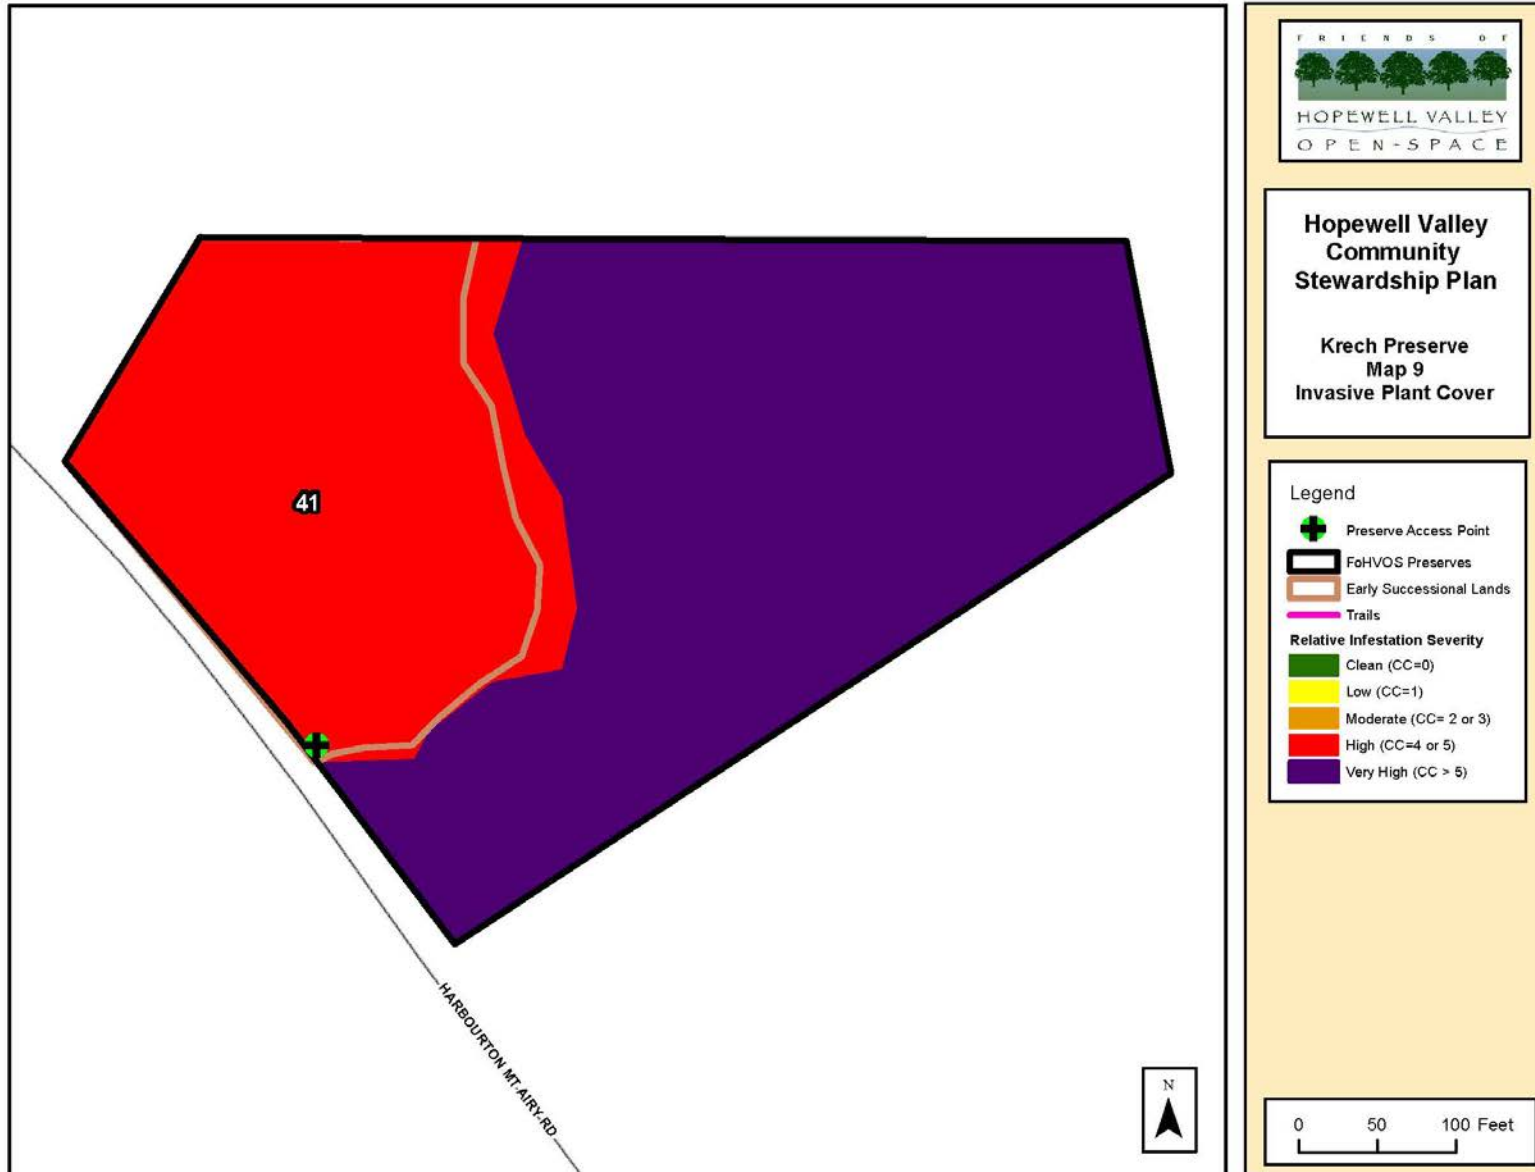 41
HARBOURTON MT. AIRY RD
N
FRIENDS OF
HOPEWELL VALLEY
OPEN-SPACE
Hopewell Valley
Community
Stewardship Plan
Krech Preserve
Map 9
Invasive Plant Cover
Legend
Preserve Access Point
FoHVOS Preserves
Early Successional Lands
Trails
Relative Infestation Severity
Clean (CC=0)
Low (CC=1)
Moderate (CC= 2 or 3)
High (CC=4 or 5)
Very High (CC > 5)
0 50 100 Feet